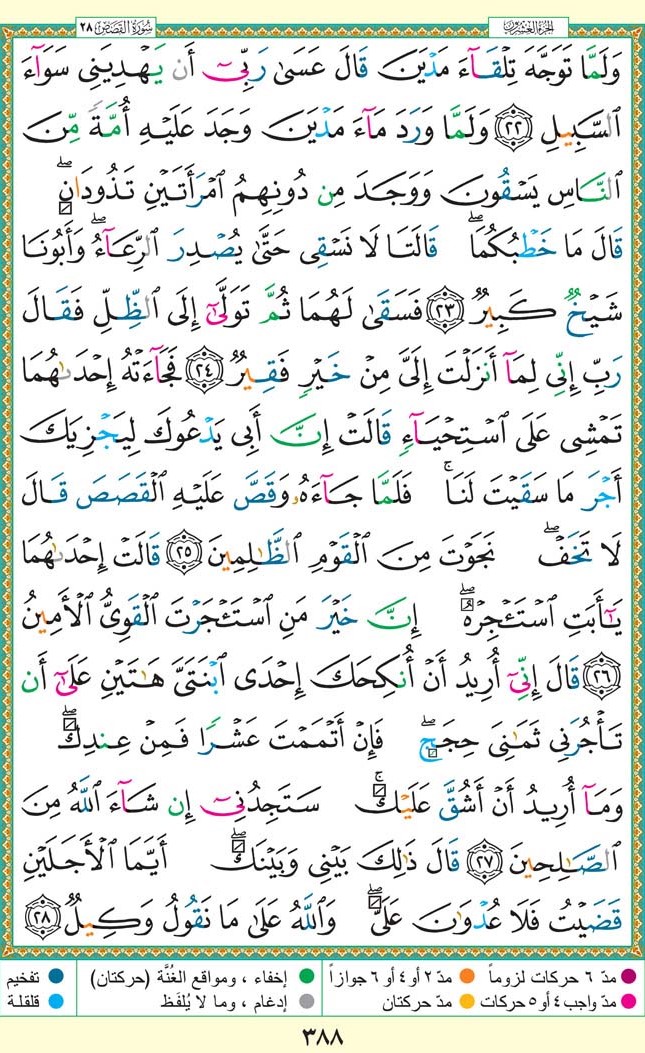 سُورَةُ القَصَصِ ٢٨ الجزء العشرون
وَلَمَّا تَوَجَّهَ تِلْقَآءَ مَدْيَنَ قَالَ عَسَىٰ رَبِّىٓ أَن يَهْدِيَنِى سَوَآءَ
ٱلسَّبِيلِ ٢٢ وَلَمَّا وَرَدَ مَآءَ مَدْيَنَ وَجَدَ عَلَيْهِ أُمَّةً مِّنَ
ٱلنَّاسِ يَسْقُونَ وَوَجَدَ مِن دُونِهِمُ ٱمْرَأَتَيْنِ تَذُودَانِۖ
قَالَ مَا خَطْبُكُمَاۖ قَالَتَا لَا نَسْقِى حَتَّىٰ يُصْدِرَ ٱلرِّعَآءُۖ وَأَبُونَا
شَيْخٌ كَبِيرٌ ٢٣ فَسَقَىٰ لَهُمَا ثُمَّ تَوَلَّىٰٓ إِلَى ٱلظِّلِّ فَقَالَ
رَبِّ إِنِّى لِمَآ أَنزَلْتَ إِلَىَّ مِنْ خَيْرٍ فَقِيرٌ ٢٤ فَجَآءَتْهُ إِحْدَىٰهُمَا
تَمْشِى عَلَى ٱسْتِحْيَآءٍ قَالَتْ إِنَّ أَبِى يَدْعُوكَ لِيَجْزِيَكَ
أَجْرَ مَا سَقَيْتَ لَنَاۚ فَلَمَّا جَآءَهُۥ وَقَصَّ عَلَيْهِ ٱلْقَصَصَ قَالَ
لَا تَخَفْۖ نَجَوْتَ مِنَ ٱلْقَوْمِ ٱلظَّٰلِمِينَ ٢٥ قَالَتْ إِحْدَىٰهُمَا
يَٰٓأَبَتِ ٱسْتَـْٔجِرْهُۖ إِنَّ خَيْرَ مَنِ ٱسْتَـْٔجَرْتَ ٱلْقَوِىُّ ٱلْأَمِينُ
٢٦ قَالَ إِنِّىٓ أُرِيدُ أَنْ أُنكِحَكَ إِحْدَى ٱبْنَتَىَّ هَٰتَيْنِ عَلَىٰٓ أَن
تَأْجُرَنِى ثَمَٰنِىَ حِجَجٍۖ فَإِنْ أَتْمَمْتَ عَشْرًا فَمِنْ عِندِكَۖ
وَمَآ أُرِيدُ أَنْ أَشُقَّ عَلَيْكَۚ سَتَجِدُنِىٓ إِن شَآءَ ٱللَّهُ مِنَ
ٱلصَّٰلِحِينَ ٢٧ قَالَ ذَٰلِكَ بَيْنِى وَبَيْنَكَۖ أَيَّمَا ٱلْأَجَلَيْنِ
قَضَيْتُ فَلَا عُدْوَٰنَ عَلَىَّۖ وَٱللَّهُ عَلَىٰ مَا نَقُولُ وَكِيلٌ ٢٨
مدّ ٦ حركات لزوماً مدّ ٢ أو ٤ أو ٦ جوازاً إخفاء ، ومواقع الغُنَّة (حركتان) تفخيم
مدّ واجب ٤ أو ٥ حركات مدّ حركتان إدغام ، وما لا يُلفَظ قلقلة
٣٨٨